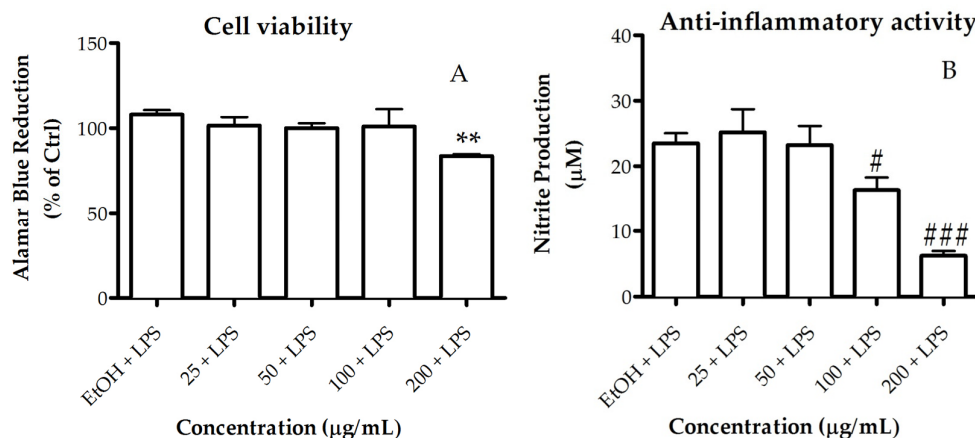 Cell viability
A
Alamar Blue Reduction
(% of Ctrl)
150
100
50
0
**
EtOH + LPS
25 + LPS
50 + LPS
100 + LPS
200 + LPS
Concentration (µg/mL)
Anti-inflammatory activity
B
Nitrite Production
(µM)
40
30
20
10
0
#
###
EtOH + LPS
25 + LPS
50 + LPS
100 + LPS
200 + LPS
Concentration (µg/mL)